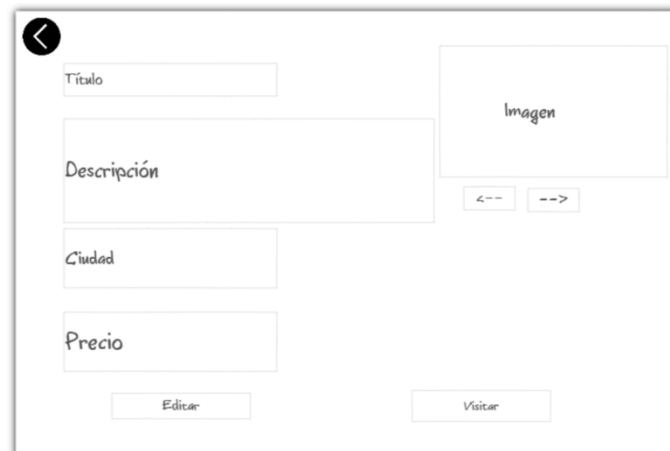 Título
Imagen
Descripción
<-- -->
Ciudad
Precio
Editar Visitar